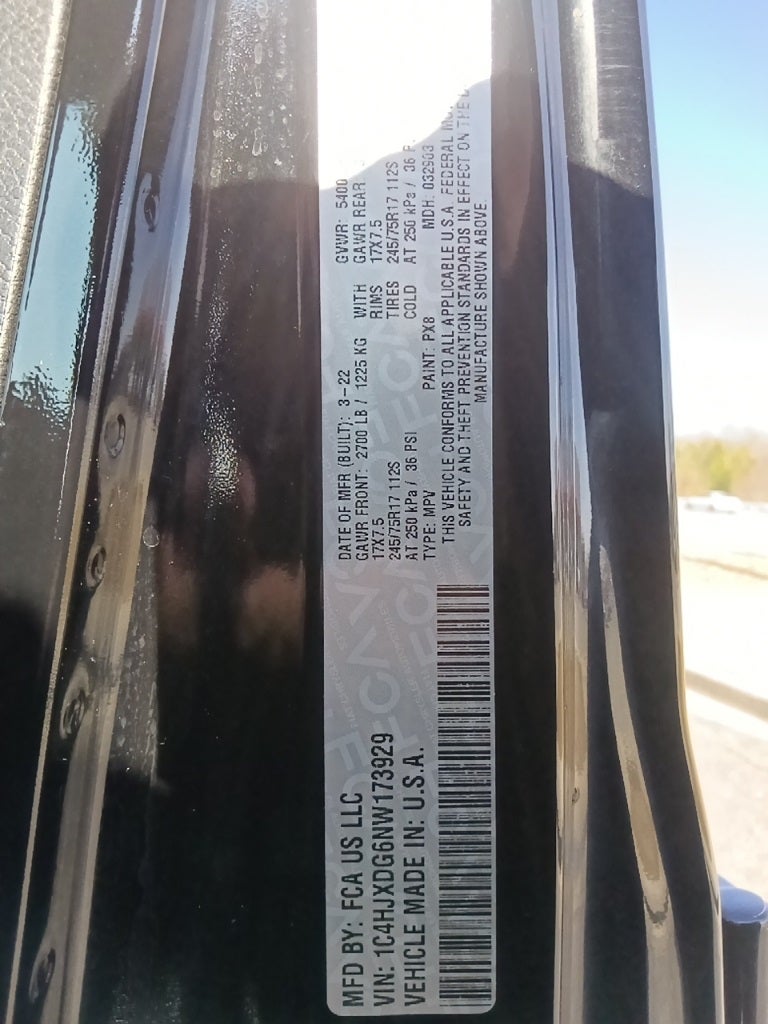 MFD BY: FCA US LLC
VIN: 1C4HJXDG6NW173929
VEHICLE MADE IN: U.S.A.
DATE OF MFR (BUILT): 3-22 GVWR: 5400
GAWR FRONT: 2700 LB / 1225 KG WITH GAWR REAR
17X7.5 RIMS 17X7.5
245/75R17 112S TIRES 245/75R17 112S
AT 250 kPa / 36 PSI COLD AT 250 kPa / 36
TYPE: MPV PAINT: PX8 MDH: 032903
THIS VEHICLE CONFORMS TO ALL APPLICABLE U.S.A. FEDERAL
SAFETY AND THEFT PREVENTION STANDARDS IN EFFECT ON THE
MANUFACTURE SHOWN ABOVE.
FCA